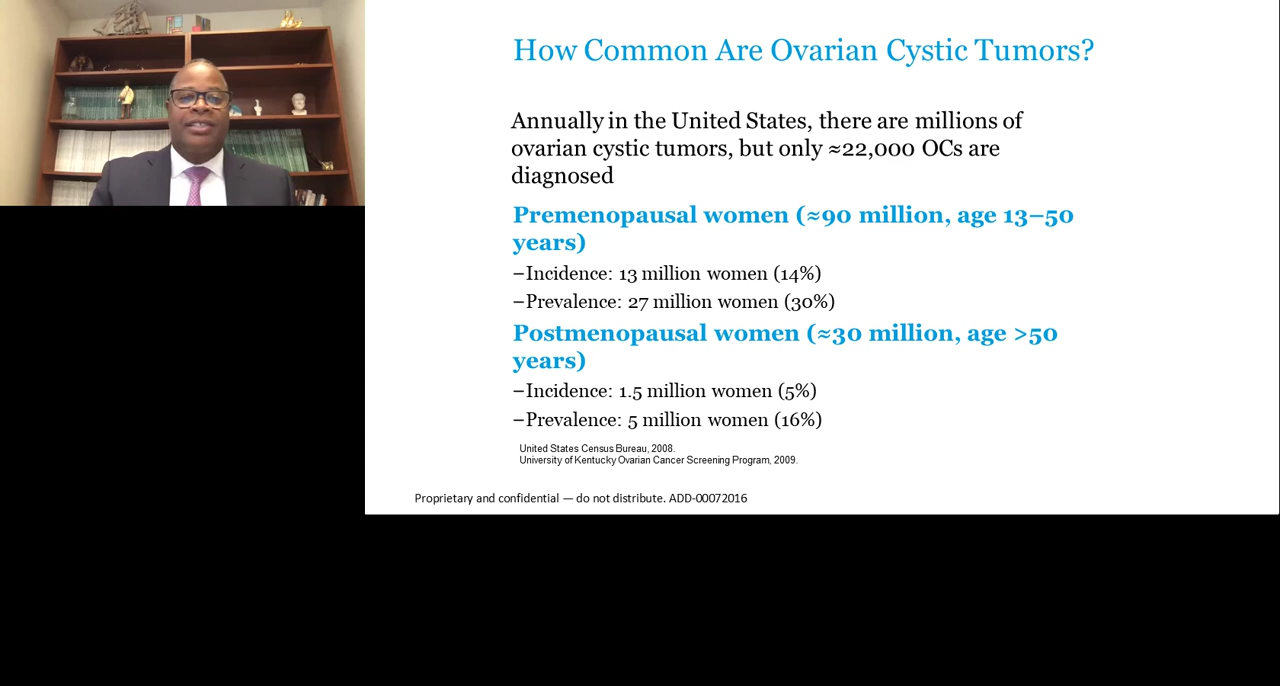 How Common Are Ovarian Cystic Tumors?
Annually in the United States, there are millions of
ovarian cystic tumors, but only ≈22,000 OCs are
diagnosed
Premenopausal women (≈90 million, age 13–50
years)
–Incidence: 13 million women (14%)
–Prevalence: 27 million women (30%)
Postmenopausal women (≈30 million, age >50
years)
–Incidence: 1.5 million women (5%)
–Prevalence: 5 million women (16%)
United States Census Bureau, 2008.
University of Kentucky Ovarian Cancer Screening Program, 2009.
Proprietary and confidential — do not distribute. ADD-00072016